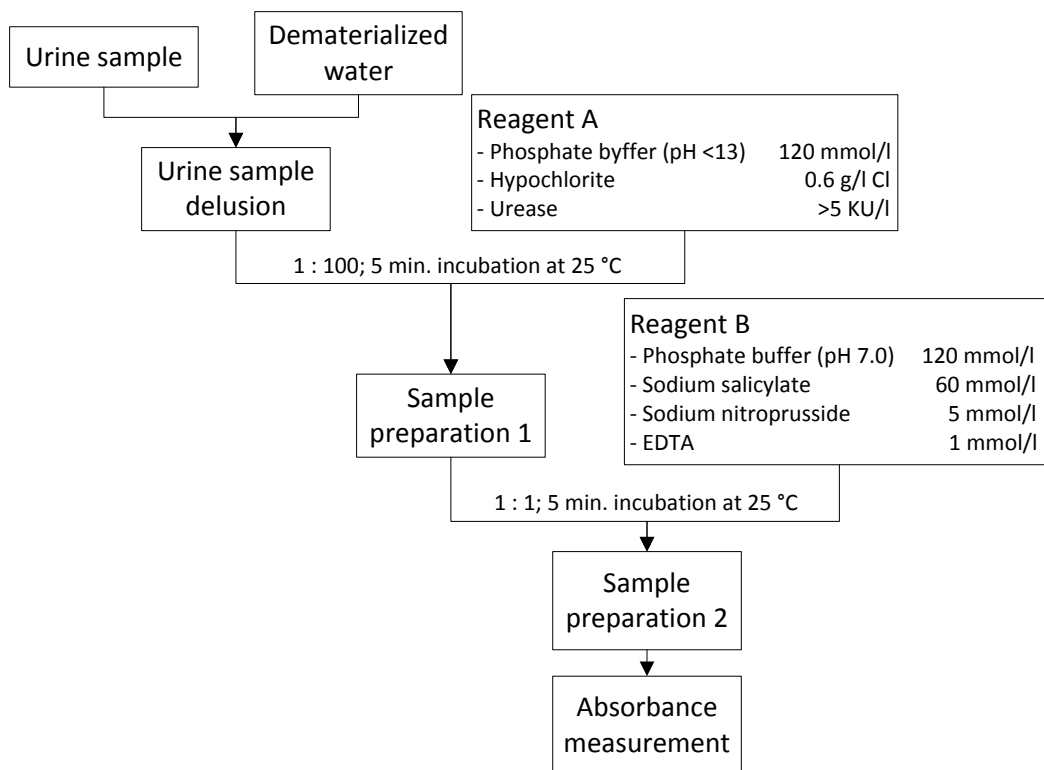 Urine sample
Dematerialized
water
Urine sample
delusion
Reagent A
- Phosphate byffer (pH <13) 120 mmol/l
- Hypochlorite 0.6 g/l Cl
- Urease >5 KU/l
1 : 100; 5 min. incubation at 25 °C
Sample
preparation 1
Reagent B
- Phosphate buffer (pH 7.0) 120 mmol/l
- Sodium salicylate 60 mmol/l
- Sodium nitroprusside 5 mmol/l
- EDTA 1 mmol/l
1 : 1; 5 min. incubation at 25 °C
Sample
preparation 2
Absorbance
measurement